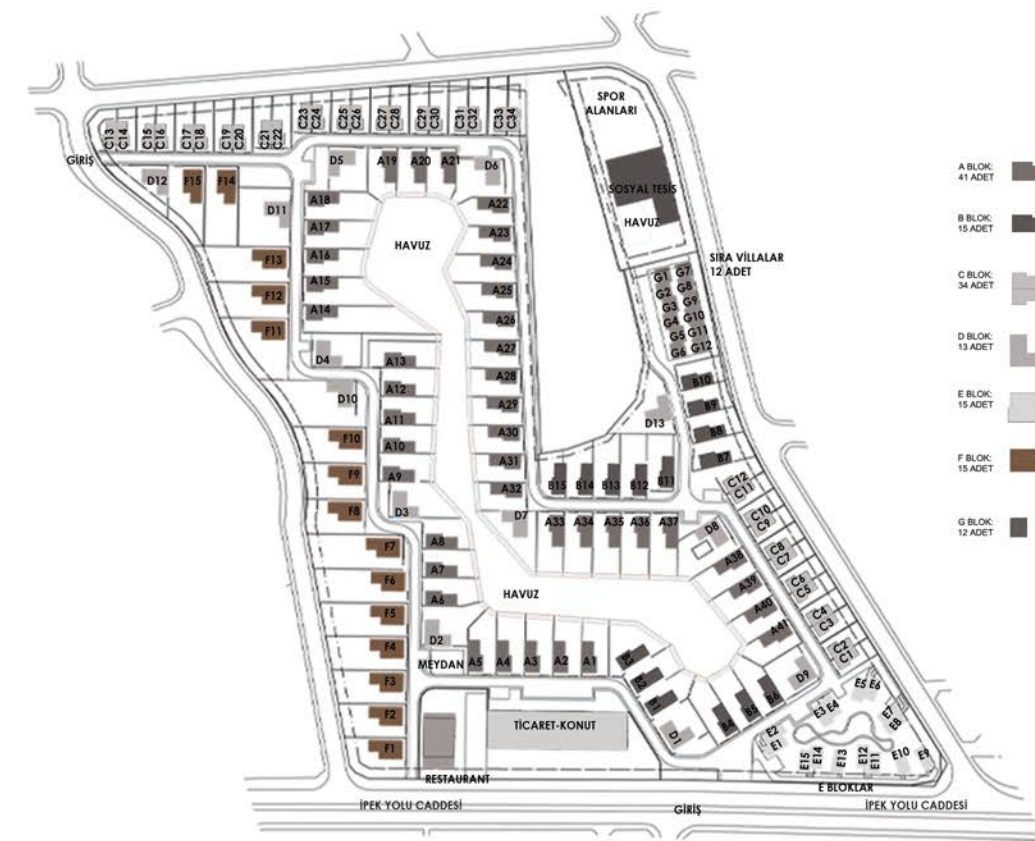 SPOR
ALANLARI
SOSYAL TESİS
HAVUZ
SIRA VİLLALAR
12 ADET
GİRİŞ
C13
C14
C15
C16
C17
C18
C19
C20
C21
C22
C23
C24
C25
C26
C27
C28
C29
C30
C31
C32
C33
C34
D12
F15
F14
D11
D5
A19
A20
A21
D6
A18
A17
A16
A15
A14
F13
F12
F11
HAVUZ
A22
A23
A24
A25
A26
A27
A28
A29
A30
A31
A32
D7
D4
D10
A13
A12
A11
A10
A9
D3
F10
F9
F8
F7
F6
F5
F4
F3
F2
F1
A8
A7
A6
D2
MEYDAN
A5
A4
A3
A2
A1
HAVUZ
G1
G2
G3
G4
G5
G6
G7
G8
G9
G10
G11
G12
D13
B10
B9
B8
B7
B15
B14
B13
B12
B11
A33
A34
A35
A36
A37
D8
A38
A39
A40
A41
D9
C12
C11
C10
C9
C8
C7
C6
C5
C4
C3
C2
C1
B3
B2
B1
D1
B4
B5
B6
E1
E2
E3
E4
E5
E6
E7
E8
E9
E10
E11
E12
E13
E14
E15
E BLOKLAR
TİCARET-KONUT
RESTAURANT
İPEK YOLU CADDESİ
GİRİŞ
İPEK YOLU CADDESİ
A BLOK:
41 ADET
B BLOK:
15 ADET
C BLOK:
34 ADET
D BLOK:
13 ADET
E BLOK:
15 ADET
F BLOK:
15 ADET
G BLOK:
12 ADET